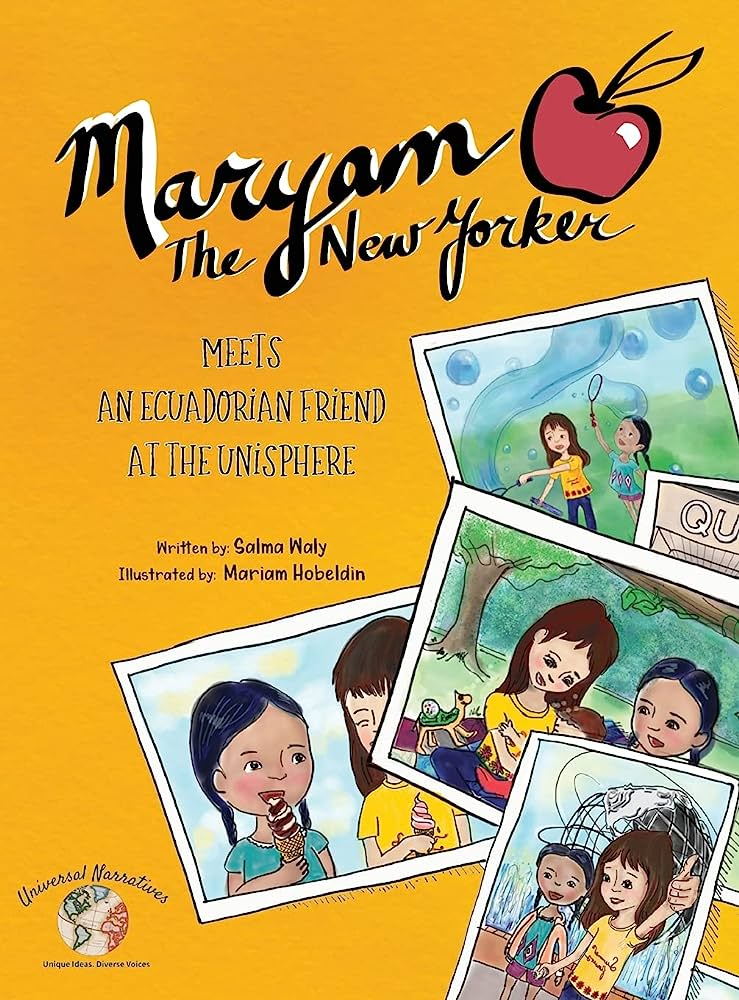 Maryam
The New Yorker
MEETS
AN ECUADORIAN FRIEND
AT THE UNISPHERE
Written by: Salma Waly
Illustrated by: Mariam Hobeldin
QU
Universal Narratives
Unique Ideas. Diverse Voices